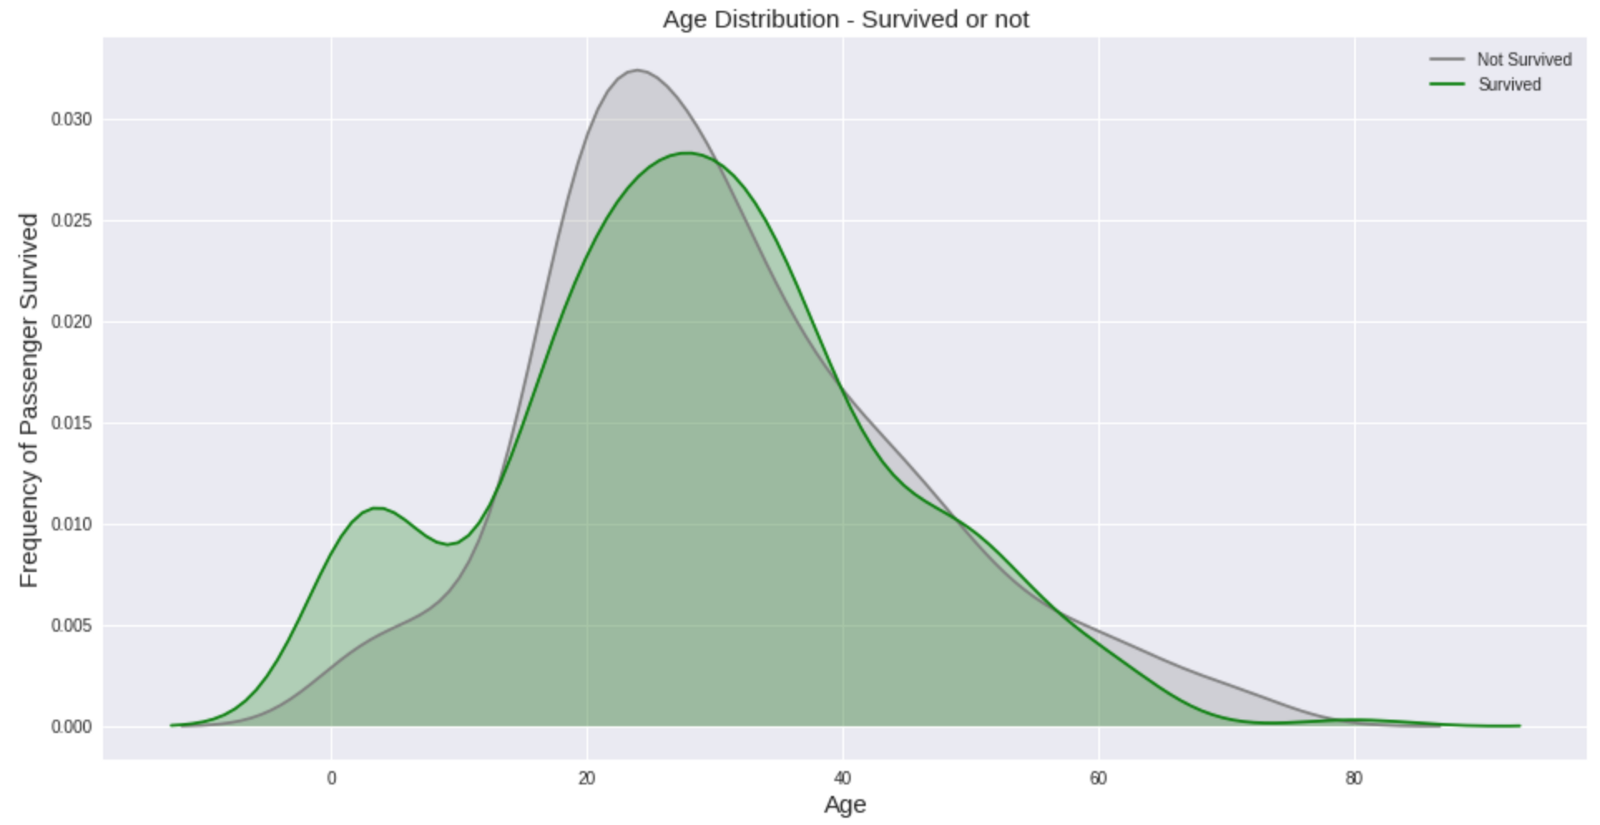 Age Distribution - Survived or not
Not Survived
Survived
Frequency of Passenger Survived
0.030
0.025
0.020
0.015
0.010
0.005
0.000
0
20
40
60
80
Age